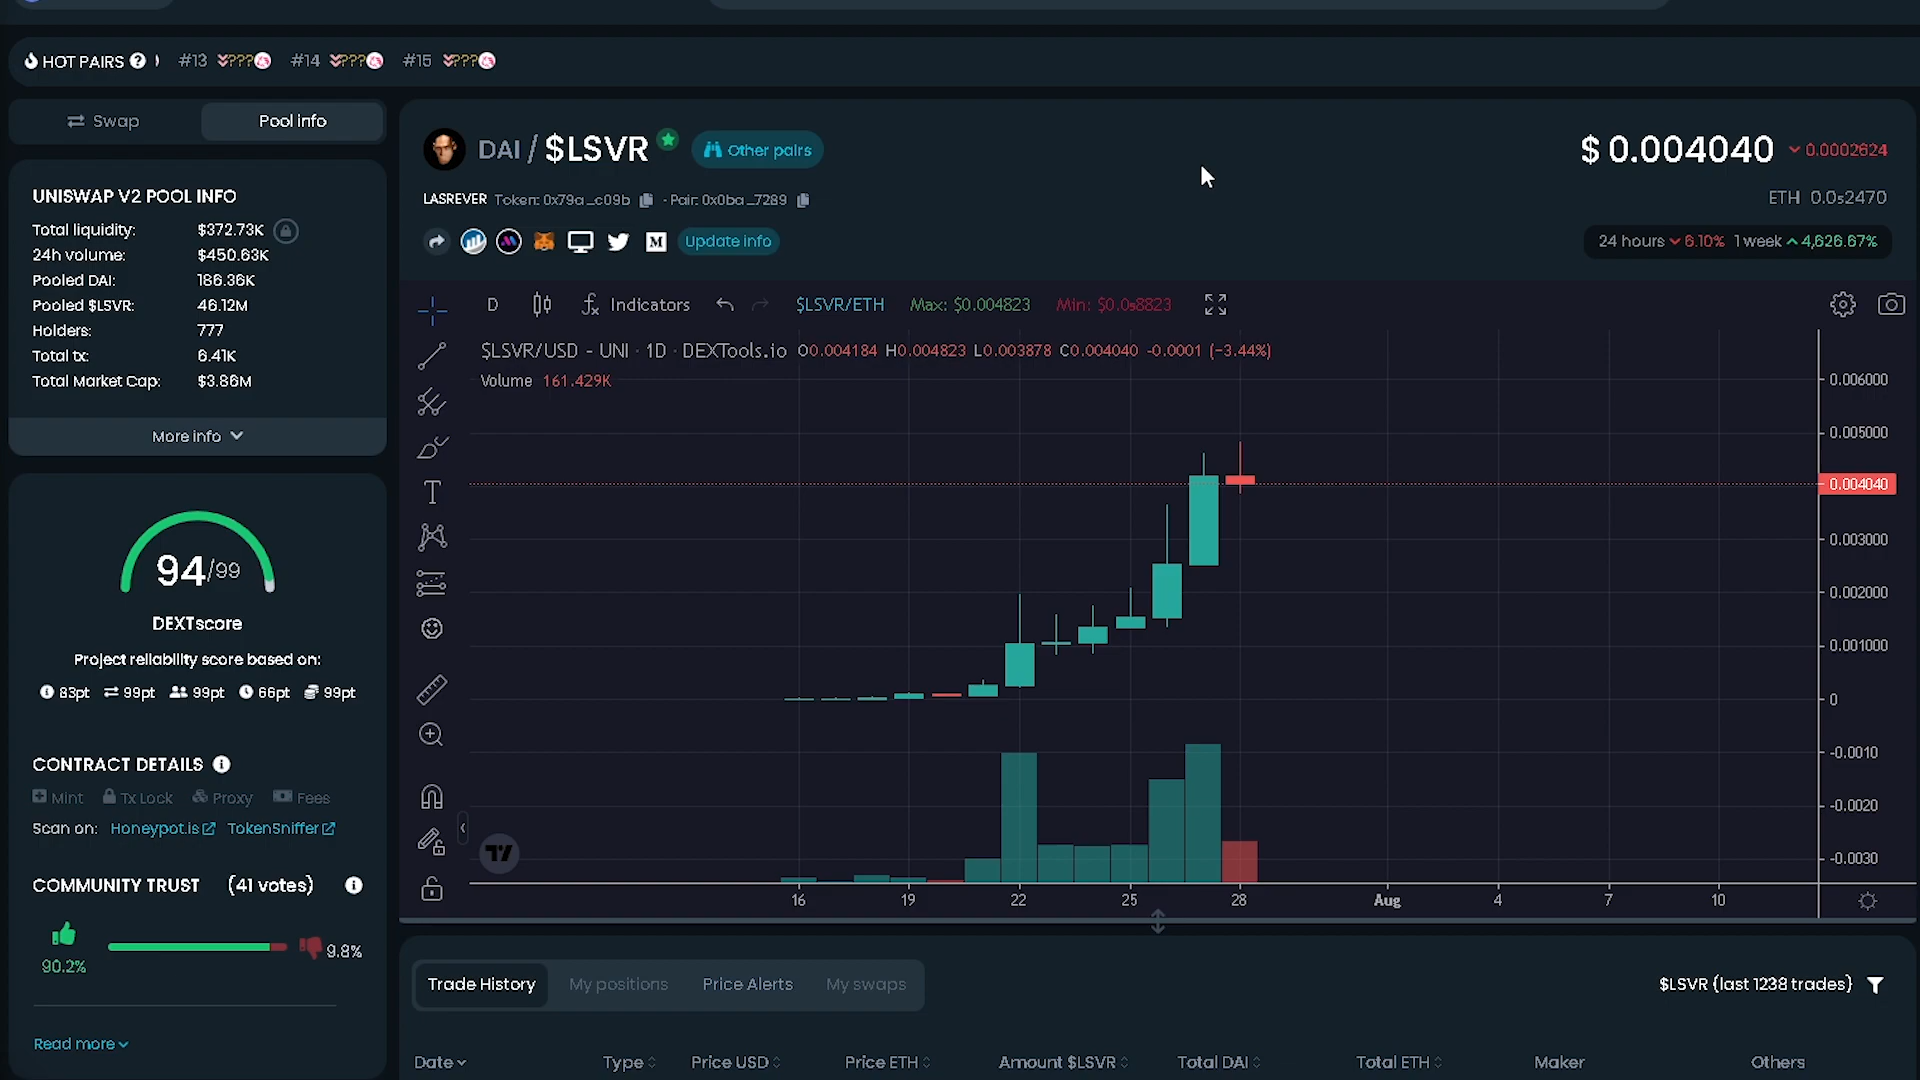 HOT PAIRS ? #13 ??? #14 ??? #15 ???
Swap Pool info
DAI / $LSVR Other pairs
$ 0.004040 0.0002624
ETH 0.0₅2470
LASREVER Token: 0x79a...c09b - Pair: 0x0ba...7289
Update info
24 hours 6.10% 1 week 4,626.67%
UNISWAP V2 POOL INFO
Total liquidity: $372.73K
24h volume: $450.63K
Pooled DAI: 186.36K
Pooled $LSVR: 46.12M
Holders: 777
Total tx: 6.41K
Total Market Cap: $3.86M
More info
94/99
DEXTscore
Project reliability score based on:
83pt 99pt 99pt 66pt 99pt
CONTRACT DETAILS
Mint Tx Lock Proxy Fees
Scan on: Honeypot.is TokenSniffer
COMMUNITY TRUST (41 votes)
90.2% 9.8%
Read more
D Indicators $LSVR/ETH Max: $0.004823
$LSVR/USD - UNI · 1D · DEXTools.io O0.004184 H0.004823 L0.003878 C0.004040 -0.0001 (-3.44%)
Volume 161.429K
0.006000
0.005000
0.004040
0.003000
0.002000
0.001000
0
-0.0010
-0.0020
-0.0030
16 19 22 25 28 Aug 4 7 10
Trade History My positions Price Alerts My swaps
$LSVR (last 1238 trades)
Date Type Price USD Price ETH Amount $LSVR Total DAI Total ETH Maker Others